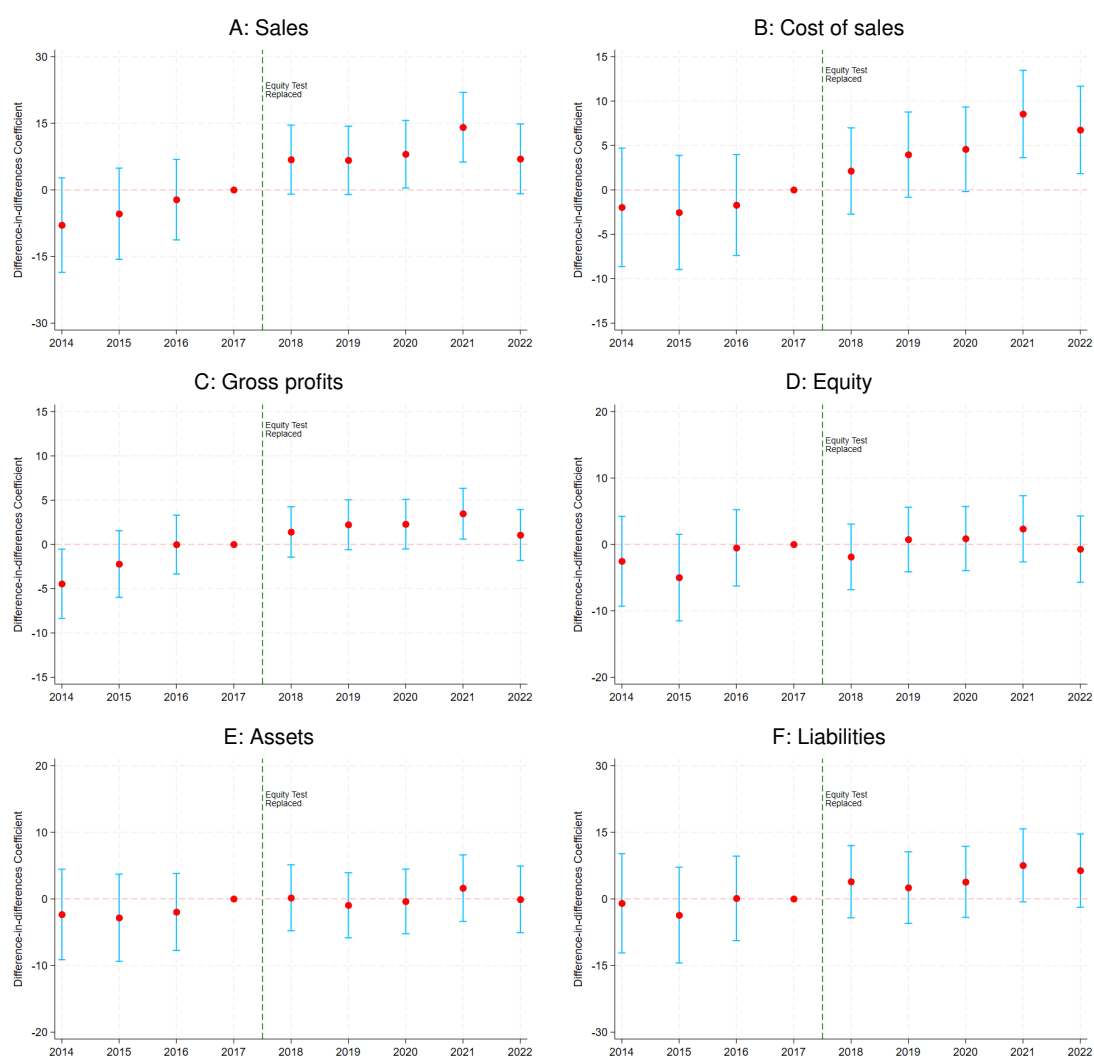 A: Sales
Difference-in-differences Coefficient
30
15
0
-15
-30
Equity Test
Replaced
2014 2015 2016 2017 2018 2019 2020 2021 2022
B: Cost of sales
Difference-in-differences Coefficient
15
10
5
0
-5
-10
-15
Equity Test
Replaced
2014 2015 2016 2017 2018 2019 2020 2021 2022
C: Gross profits
Difference-in-differences Coefficient
15
10
5
0
-5
-10
-15
Equity Test
Replaced
2014 2015 2016 2017 2018 2019 2020 2021 2022
D: Equity
Difference-in-differences Coefficient
20
10
0
-10
-20
Equity Test
Replaced
2014 2015 2016 2017 2018 2019 2020 2021 2022
E: Assets
Difference-in-differences Coefficient
20
10
0
-10
-20
Equity Test
Replaced
2014 2015 2016 2017 2018 2019 2020 2021 2022
F: Liabilities
Difference-in-differences Coefficient
30
15
0
-15
-30
Equity Test
Replaced
2014 2015 2016 2017 2018 2019 2020 2021 2022